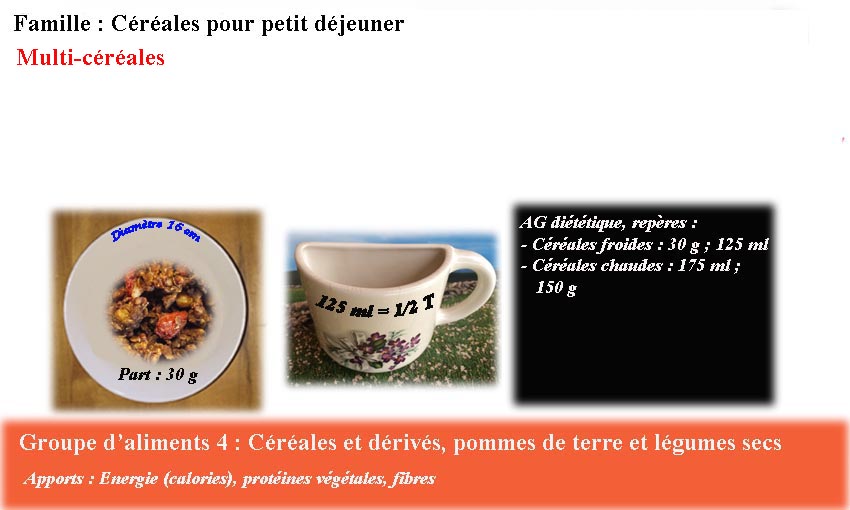 Famille : Céréales pour petit déjeuner
Multi-céréales
Diamètre 16 cm
Part : 30 g
125 ml = 1/2 T
AG diététique, repères :
- Céréales froides : 30 g ; 125 ml
- Céréales chaudes : 175 ml ;
150 g
Groupe d’aliments 4 : Céréales et dérivés, pommes de terre et légumes secs
Apports : Energie (calories), protéines végétales, fibres